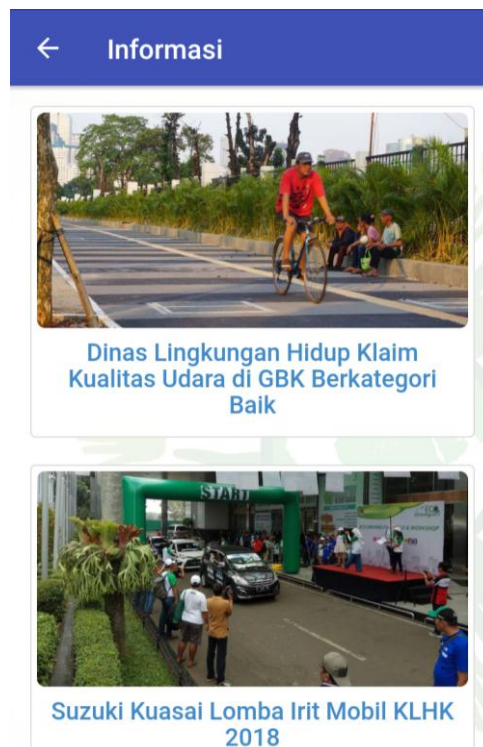 Informasi
Dinas Lingkungan Hidup Klaim
Kualitas Udara di GBK Berkategori
Baik
START
Suzuki Kuasai Lomba Irit Mobil KLHK
2018